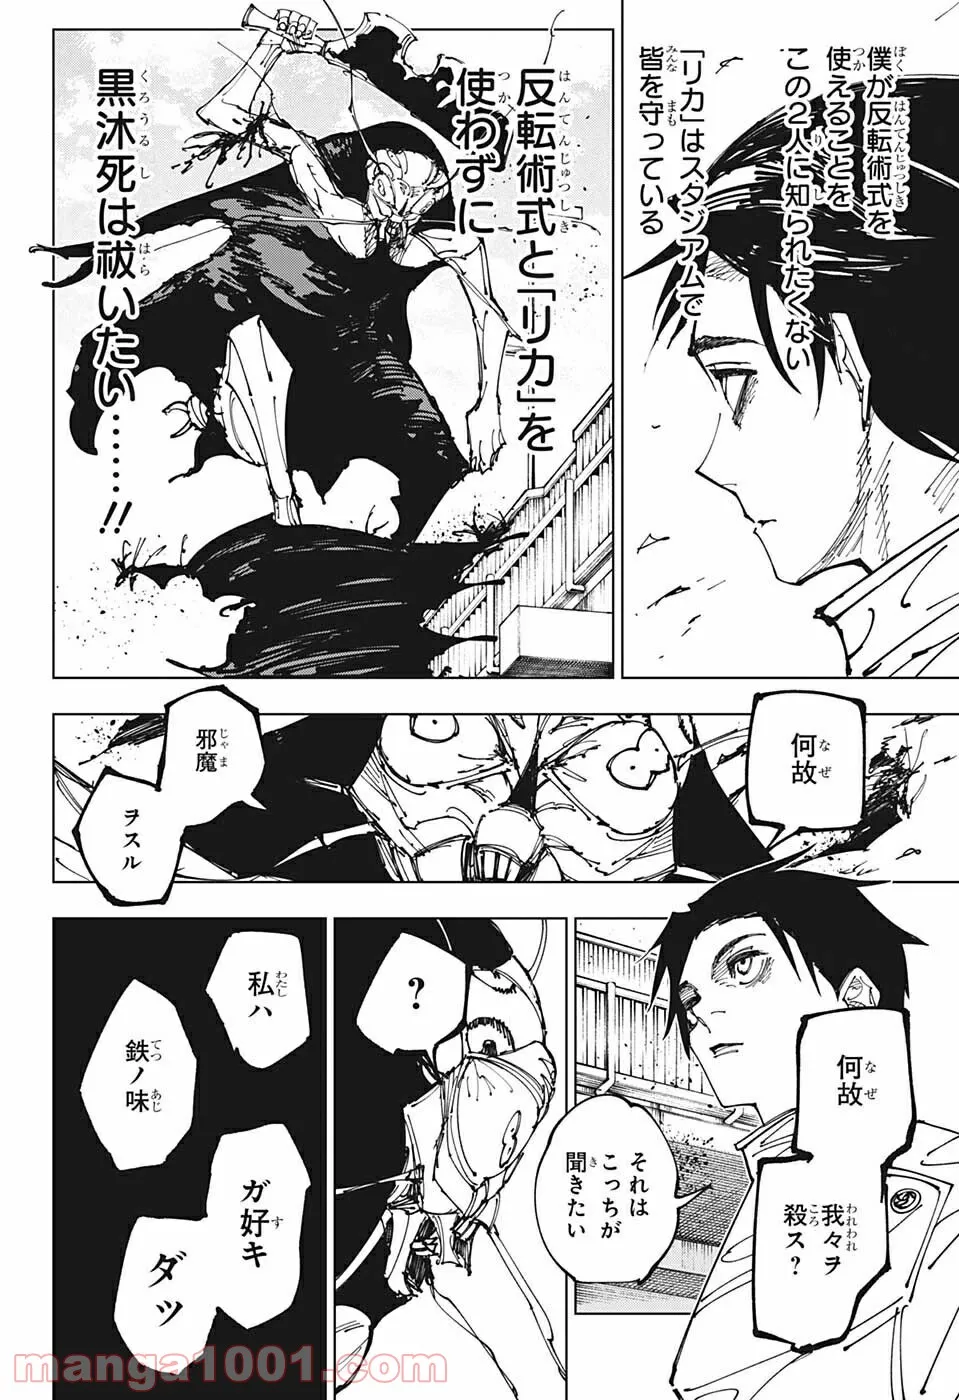 僕が反転術式を
使えることを
この2人に知られたくない
「リカ」はスタジアムで
皆を守っている
反転術式と「リカ」を
使わずに
黒沐死は祓いたい……!!
何故
邪魔
ヲスル
何故
我々ヲ
殺ス?
それは
こっちが
聞きたい
?
私ハ
鉄ノ味
ガ好キ
ダッ
manga1001.com